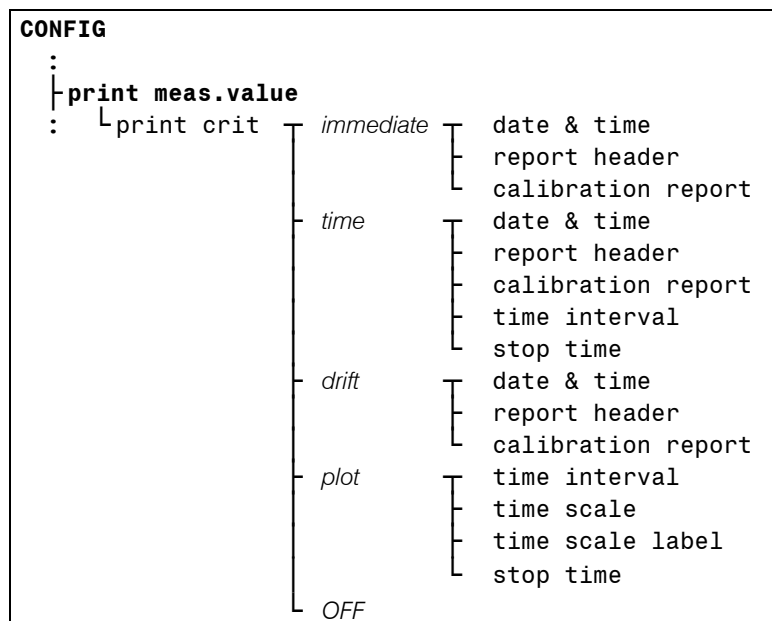 CONFIG
:
print meas.value
: print crit immediate date & time
report header
calibration report
time date & time
report header
calibration report
time interval
stop time
drift date & time
report header
calibration report
plot time interval
time scale
time scale label
stop time
OFF